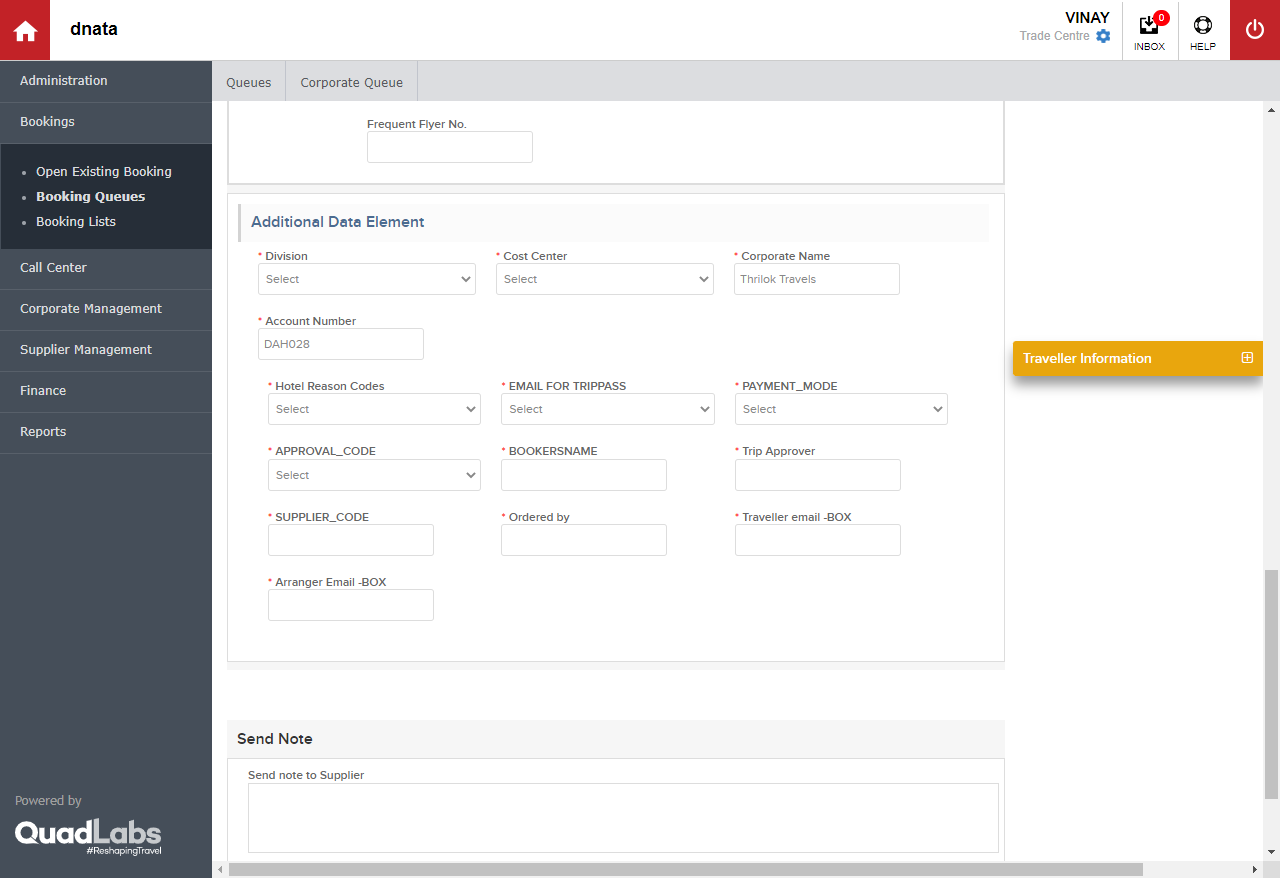 dnata
VINAY
Trade Centre
0
INBOX
HELP
Administration
Bookings
Open Existing Booking
Booking Queues
Booking Lists
Call Center
Corporate Management
Supplier Management
Finance
Reports
Powered by
QuadLabs
#ReshapingTravel
Queues
Corporate Queue
Frequent Flyer No.
Additional Data Element
* Division
* Cost Center
* Corporate Name
Select
Select
Thrilok Travels
* Account Number
DAH028
* Hotel Reason Codes
* EMAIL FOR TRIPPASS
* PAYMENT_MODE
Select
Select
Select
* APPROVAL_CODE
* BOOKERSNAME
* Trip Approver
Select
* SUPPLIER_CODE
* Ordered by
* Traveller email -BOX
* Arranger Email -BOX
Traveller Information
Send Note
Send note to Supplier